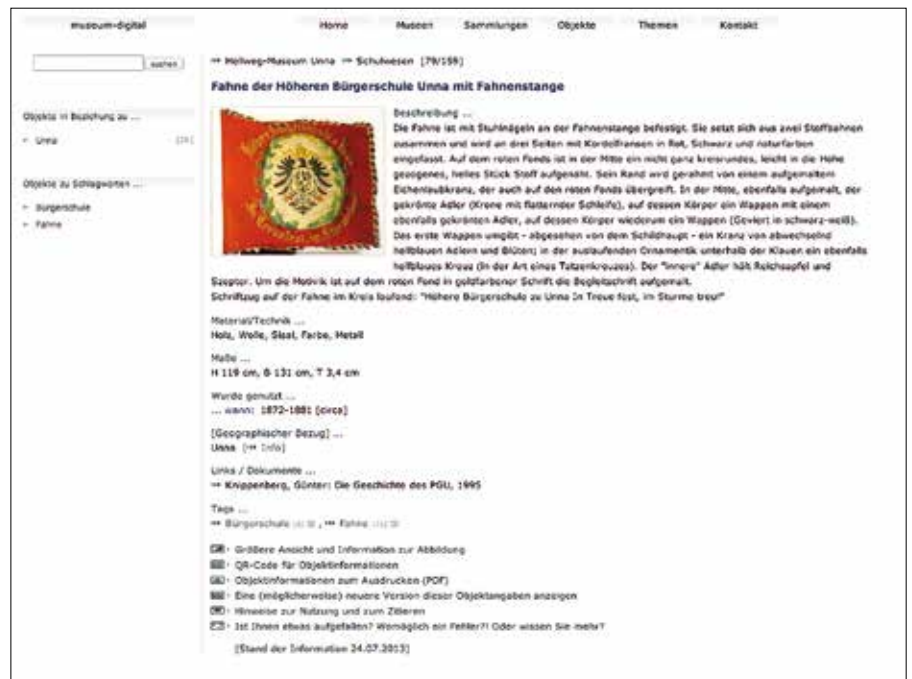 museum-digital
Home Museen Sammlungen Objekte Themen Kontakt
suchen
Objekte in Beziehung zu ...
Unna
Objekte zu Schlagworten ...
Bürgerschule
Fahne
Hellweg-Museum Unna Schulwesen [79/159]
Fahne der Höheren Bürgerschule Unna mit Fahnenstange
Beschreibung ...
Die Fahne ist mit Stuhlnägeln an der Fahnenstange befestigt. Sie setzt sich aus zwei Stoffbahnen
zusammen und wird an drei Seiten mit Kordelfransen in Rot, Schwarz und naturfarben
eingefasst. Auf dem roten Fonds ist in der Mitte ein nicht ganz kreisrundes, leicht in die Höhe
gezogenes, helles Stück Stoff aufgenäht. Sein Rand wird gerahmt von einem aufgemaltem
Eichenlaubkranz, der auch auf den roten Fonds übergreift. In der Mitte, ebenfalls aufgemalt, der
gekrönte Adler (Krone mit flatternder Schleife), auf dessen Körper ein Wappen mit einem
ebenfalls gekrönten Adler, auf dessen Körper wiederum ein Wappen (Geviert in schwarz-weiß).
Das erste Wappen umgibt - abgesehen von dem Schildhaupt - ein Kranz von abwechselnd
hellblauen Adlern und Blüten; in der auslaufenden Ornamentik unterhalb der Klauen ein ebenfalls
hellblaues Kreuz (in der Art eines Tatzenkreuzes). Der "innere" Adler hält Reichsapfel und
Szepter. Um die Motivik ist auf dem roten Fond in goldfarbener Schrift die Begleitschrift aufgemalt.
Schriftzug auf der Fahne im Kreis laufend: "Höhere Bürgerschule zu Unna In Treue fest, im Sturme treu!"
Material/Technik ...
Holz, Wolle, Sisal, Farbe, Metall
Maße ...
H 119 cm, B 131 cm, T 3,4 cm
Wurde genutzt ...
... wann: 1872-1881 [circa]
[Geographischer Bezug] ...
Unna [Info]
Links / Dokumente ...
Knippenberg, Günter: Die Geschichte des PGU, 1995
Tags ...
Bürgerschule , Fahne
Größere Ansicht und Information zur Abbildung
QR-Code für Objektinformationen
Objektinformationen zum Ausdrucken (PDF)
Eine (möglicherweise) neuere Version dieser Objektangaben anzeigen
Hinweise zur Nutzung und zum Zitieren
Ist Ihnen etwas aufgefallen? Womöglich ein Fehler?! Oder wissen Sie mehr?
[Stand der Information 24.07.2013]